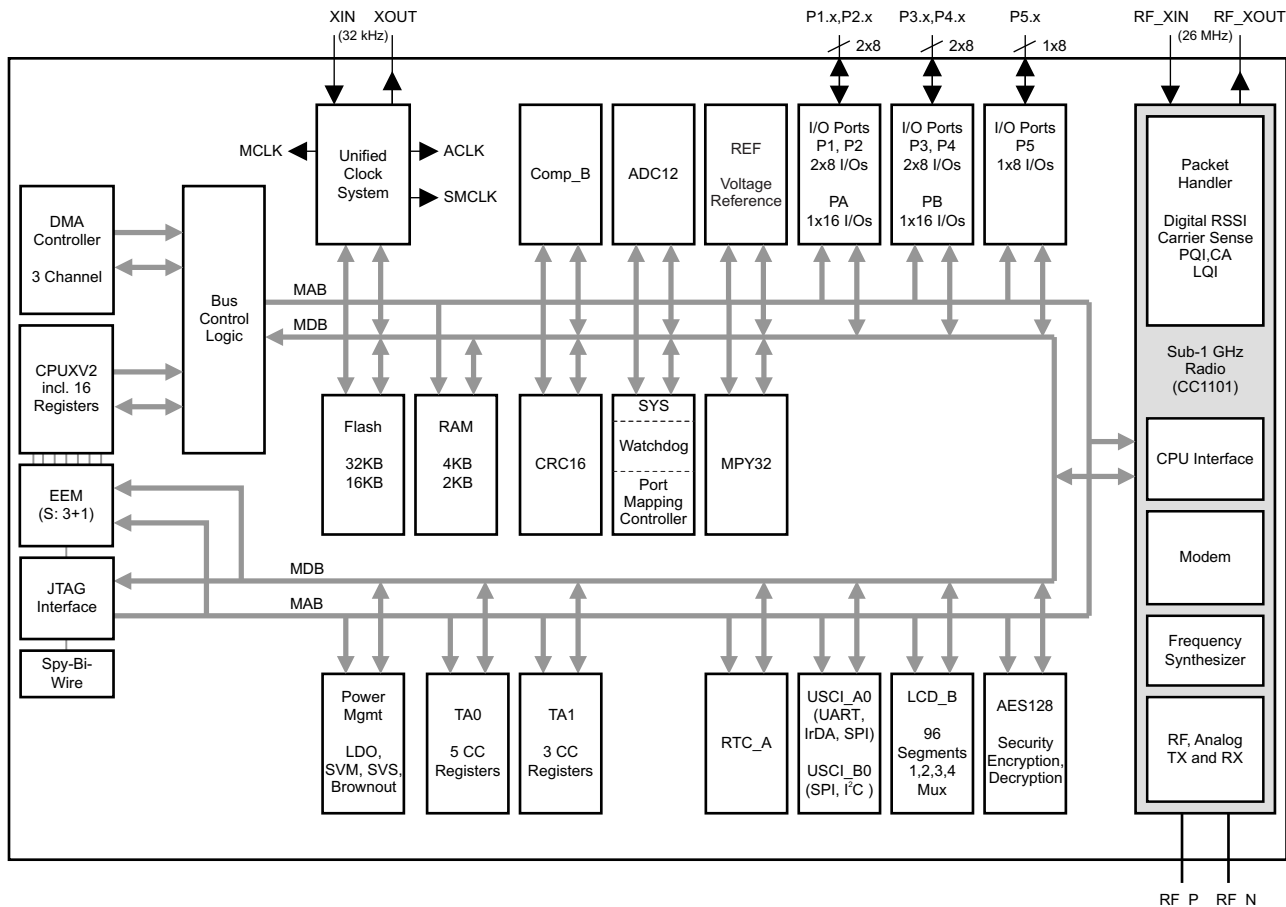 XIN XOUT
(32 kHz)
P1.x,P2.x
2x8
P3.x,P4.x
2x8
P5.x
1x8
RF_XIN RF_XOUT
(26 MHz)
MCLK
Unified
Clock
System
ACLK
SMCLK
Comp_B
ADC12
REF
Voltage
Reference
I/O Ports
P1, P2
2x8 I/Os
PA
1x16 I/Os
I/O Ports
P3, P4
2x8 I/Os
PB
1x16 I/Os
I/O Ports
P5
1x8 I/Os
Packet
Handler
Digital RSSI
Carrier Sense
PQI,CA
LQI
DMA
Controller
3 Channel
Bus
Control
Logic
MAB
MDB
CPUXV2
incl. 16
Registers
Sub-1 GHz
Radio
(CC1101)
Flash
32KB
16KB
RAM
4KB
2KB
CRC16
SYS
Watchdog
Port
Mapping
Controller
MPY32
CPU Interface
EEM
(S: 3+1)
Modem
JTAG
Interface
MDB
MAB
Spy-Bi-
Wire
Frequency
Synthesizer
Power
Mgmt
LDO,
SVM, SVS,
Brownout
TA0
5 CC
Registers
TA1
3 CC
Registers
RTC_A
USCI_A0
(UART,
IrDA, SPI)
USCI_B0
(SPI, I²C )
LCD_B
96
Segments
1,2,3,4
Mux
AES128
Security
Encryption,
Decryption
RF, Analog
TX and RX
RF_P RF_N